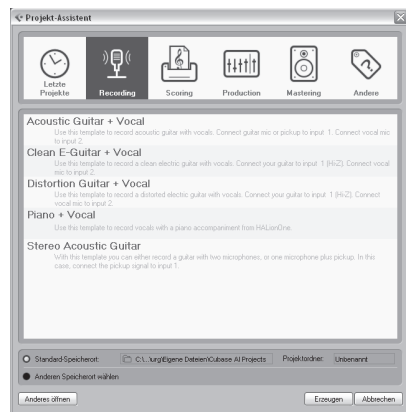 Projekt-Assistent
Letzte
Projekte
Recording
Scoring
Production
Mastering
Andere
Acoustic Guitar + Vocal
Use this template to record acoustic guitar with vocals. Connect guitar mic or pickup to input 1. Connect vocal mic
to input 2.
Clean E-Guitar + Vocal
Use this template to record a clean electric guitar with vocals. Connect your guitar to input 1 (Hi-Z). Connect vocal
mic to input 2.
Distortion Guitar + Vocal
Use this template to record a distorted electric guitar with vocals. Connect your guitar to input 1 (Hi-Z). Connect
vocal mic to input 2.
Piano + Vocal
Use this template to record vocals with a piano accompaniment from HALionOne.
Stereo Acoustic Guitar
With this template you can either record a guitar with two microphones, or one microphone plus pickup. In this
case, connect the pickup signal to input 1.
Standard-Speicherort: C:\...\urg\Eigene Dateien\Cubase AI Projects Projektordner: Unbenannt
Anderen Speicherort wählen
Anderes öffnen Erzeugen Abbrechen